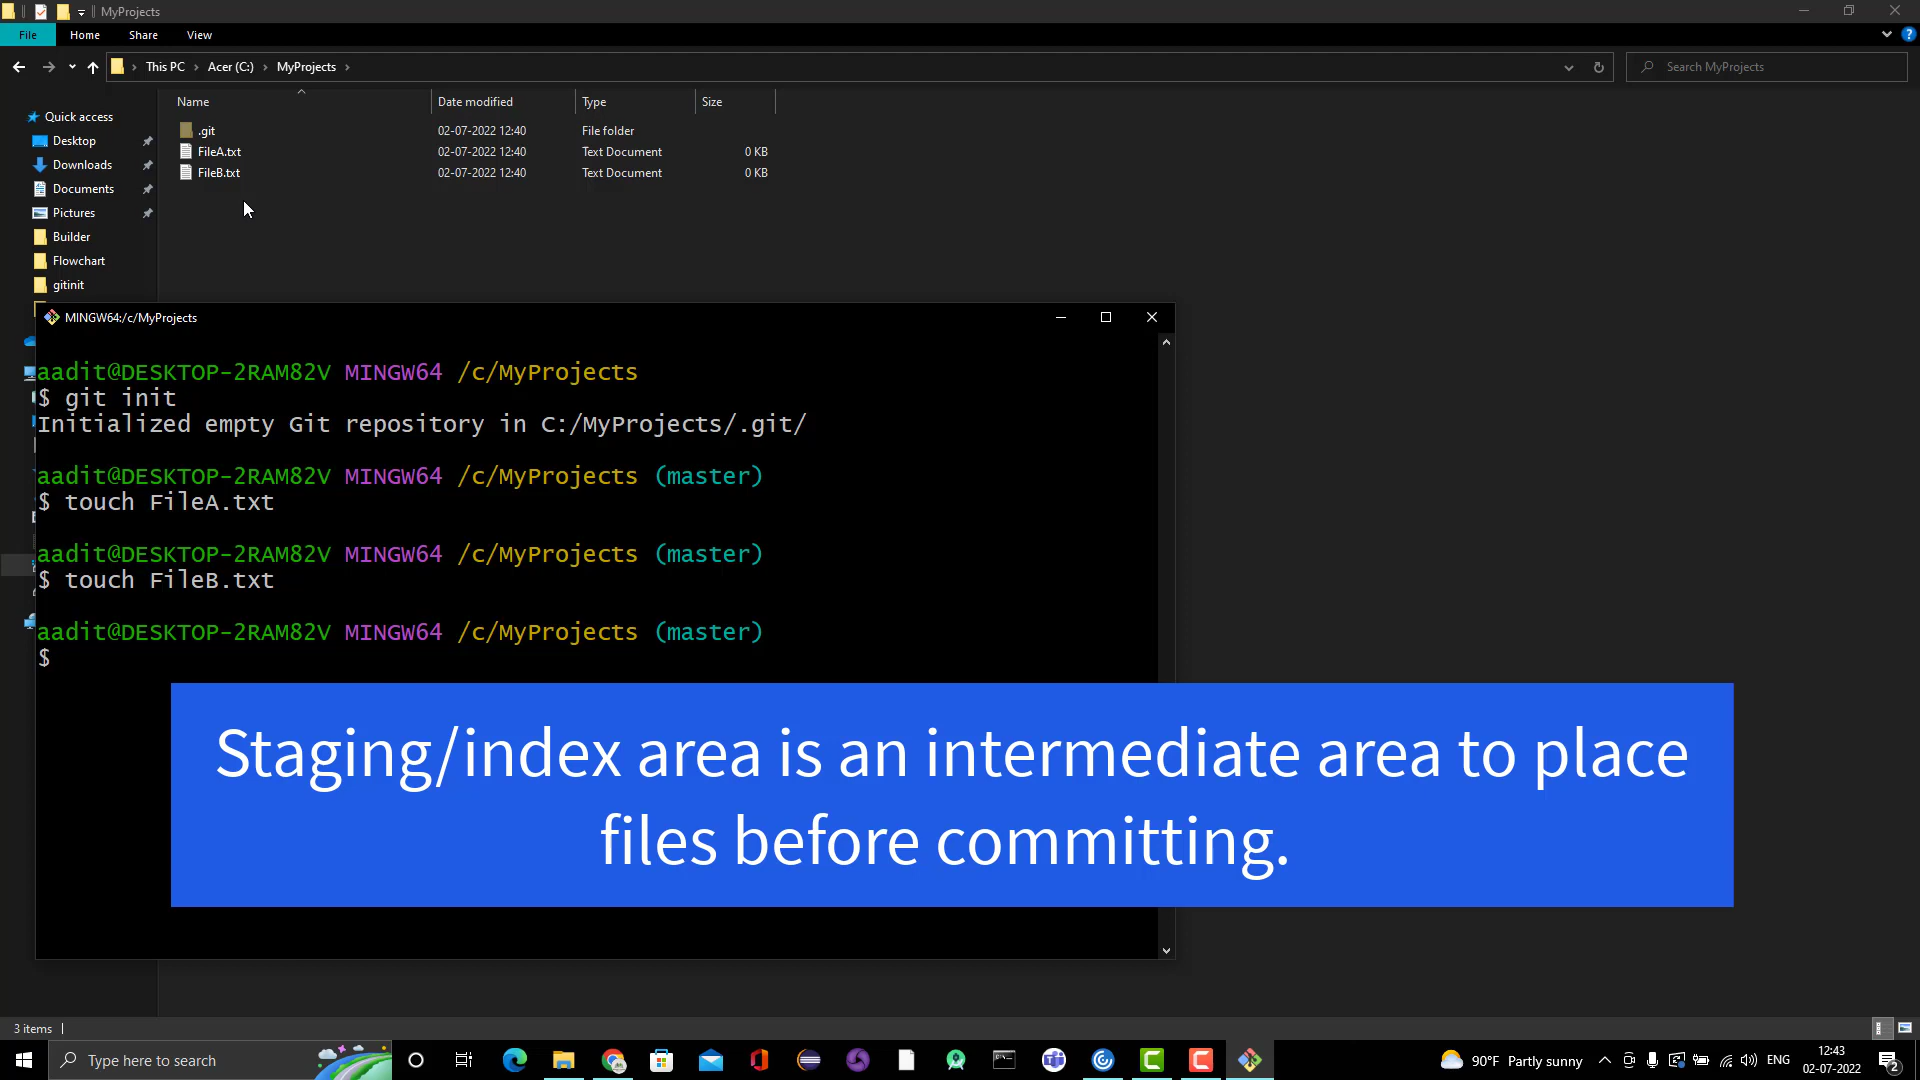 MyProjects
File Home Share View
This PC Acer (C:) MyProjects Search MyProjects
Name Date modified Type Size
Quick access
.git 02-07-2022 12:40 File folder
Desktop
FileA.txt 02-07-2022 12:40 Text Document 0 KB
Downloads
FileB.txt 02-07-2022 12:40 Text Document 0 KB
Documents
Pictures
Builder
Flowchart
gitinit
MINGW64:/c/MyProjects
aadit@DESKTOP-2RAM82V MINGW64 /c/MyProjects
$ git init
Initialized empty Git repository in C:/MyProjects/.git/
aadit@DESKTOP-2RAM82V MINGW64 /c/MyProjects (master)
$ touch FileA.txt
aadit@DESKTOP-2RAM82V MINGW64 /c/MyProjects (master)
$ touch FileB.txt
aadit@DESKTOP-2RAM82V MINGW64 /c/MyProjects (master)
$
Staging/index area is an intermediate area to place
files before committing.
3 items
Type here to search
90°F Partly sunny
ENG
12:43
02-07-2022
2